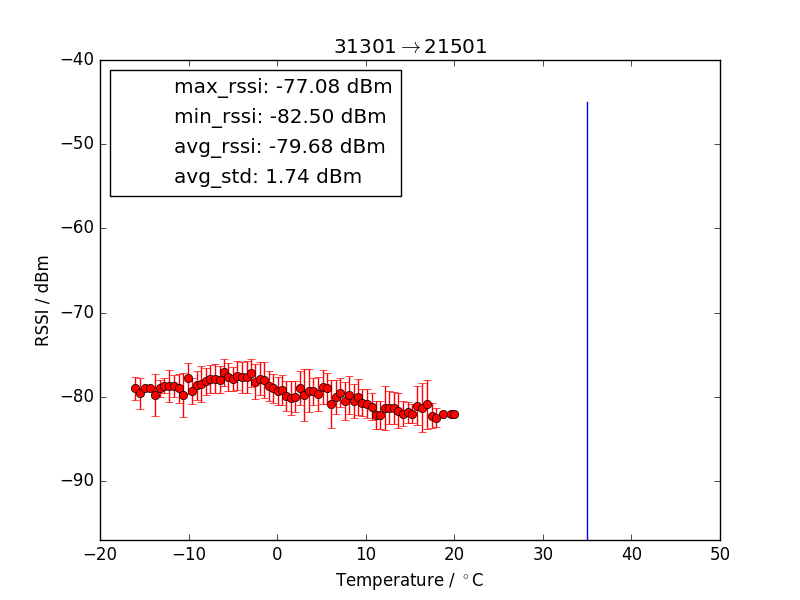 31301→21501
max_rssi: -77.08 dBm
min_rssi: -82.50 dBm
avg_rssi: -79.68 dBm
avg_std: 1.74 dBm
−40
−50
−60
−70
−80
−90
RSSI / dBm
−20
−10
0
10
20
30
40
50
Temperature / °C